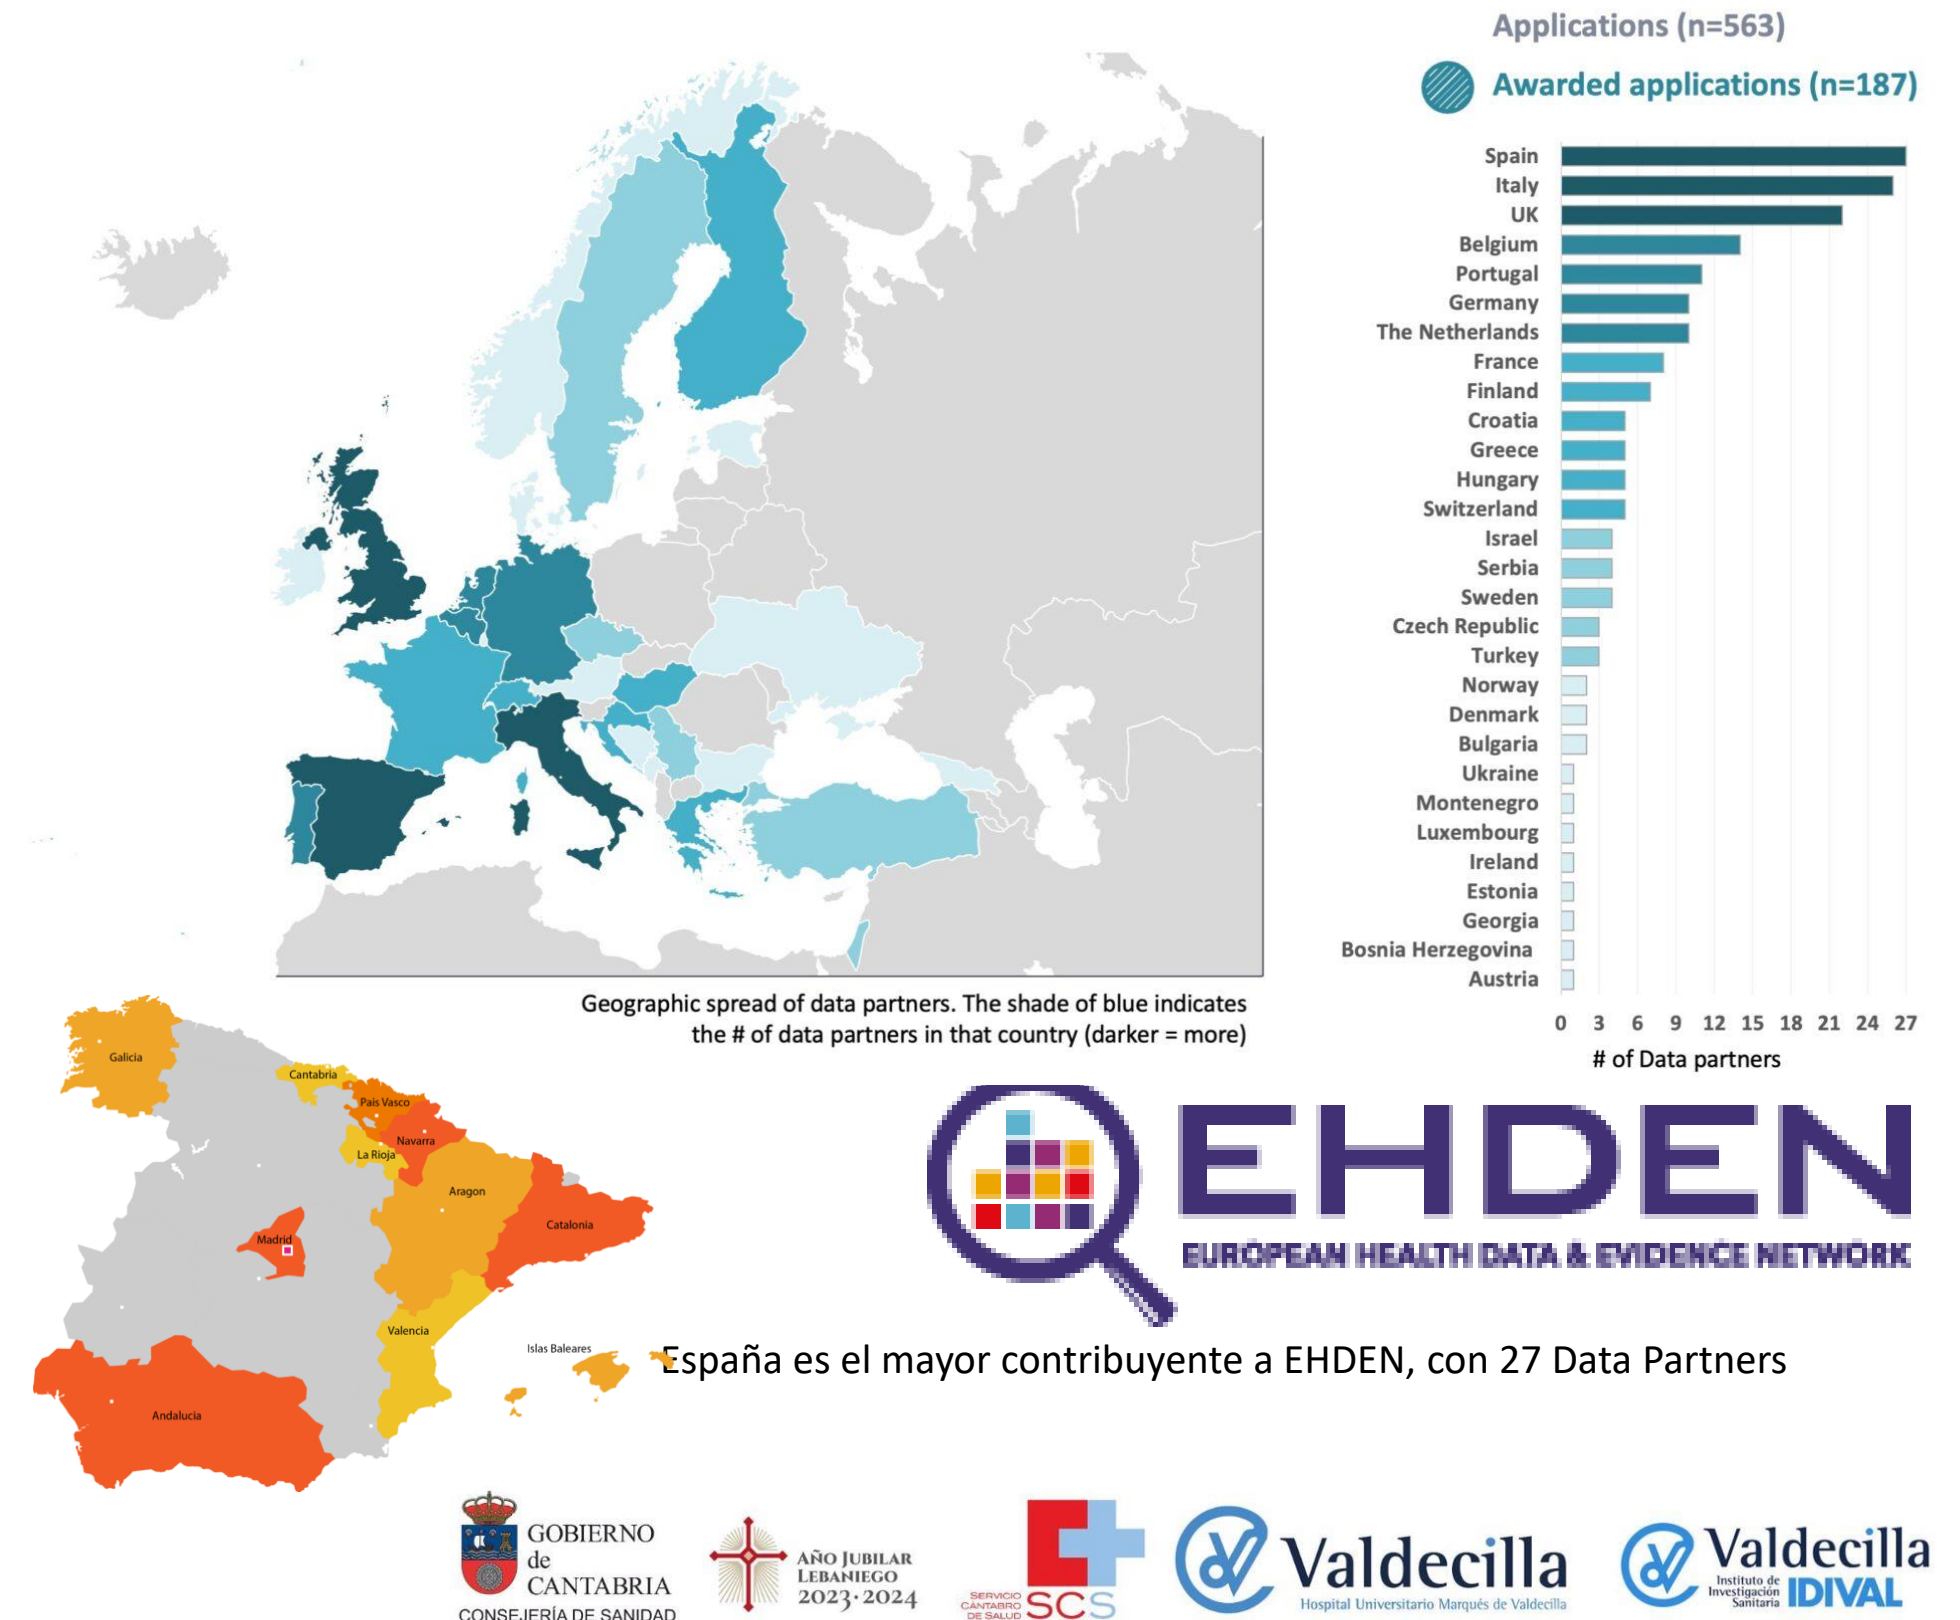 Applications (n=563)
Awarded applications (n=187)
Spain
Italy
UK
Belgium
Portugal
Germany
The Netherlands
France
Finland
Croatia
Greece
Hungary
Switzerland
Israel
Serbia
Sweden
Czech Republic
Turkey
Norway
Denmark
Bulgaria
Ukraine
Montenegro
Luxembourg
Ireland
Estonia
Georgia
Bosnia Herzegovina
Austria
0 3 6 9 12 15 18 21 24 27
# of Data partners
Geographic spread of data partners. The shade of blue indicates
the # of data partners in that country (darker = more)
Galicia
Cantabria
Pais Vasco
Navarra
La Rioja
Aragon
Catalonia
Madrid
Valencia
Islas Baleares
Andalucia
EHDEN
EUROPEAN HEALTH DATA & EVIDENCE NETWORK
España es el mayor contribuyente a EHDEN, con 27 Data Partners
GOBIERNO
de
CANTABRIA
CONSEJERÍA DE SANIDAD
AÑO JUBILAR
LEBANIEGO
2023·2024
SERVICIO
CÁNTABRO
DE SALUD
SCS
Valdecilla
Hospital Universitario Marqués de Valdecilla
Valdecilla
Instituto de
Investigación
Sanitaria
IDIVAL